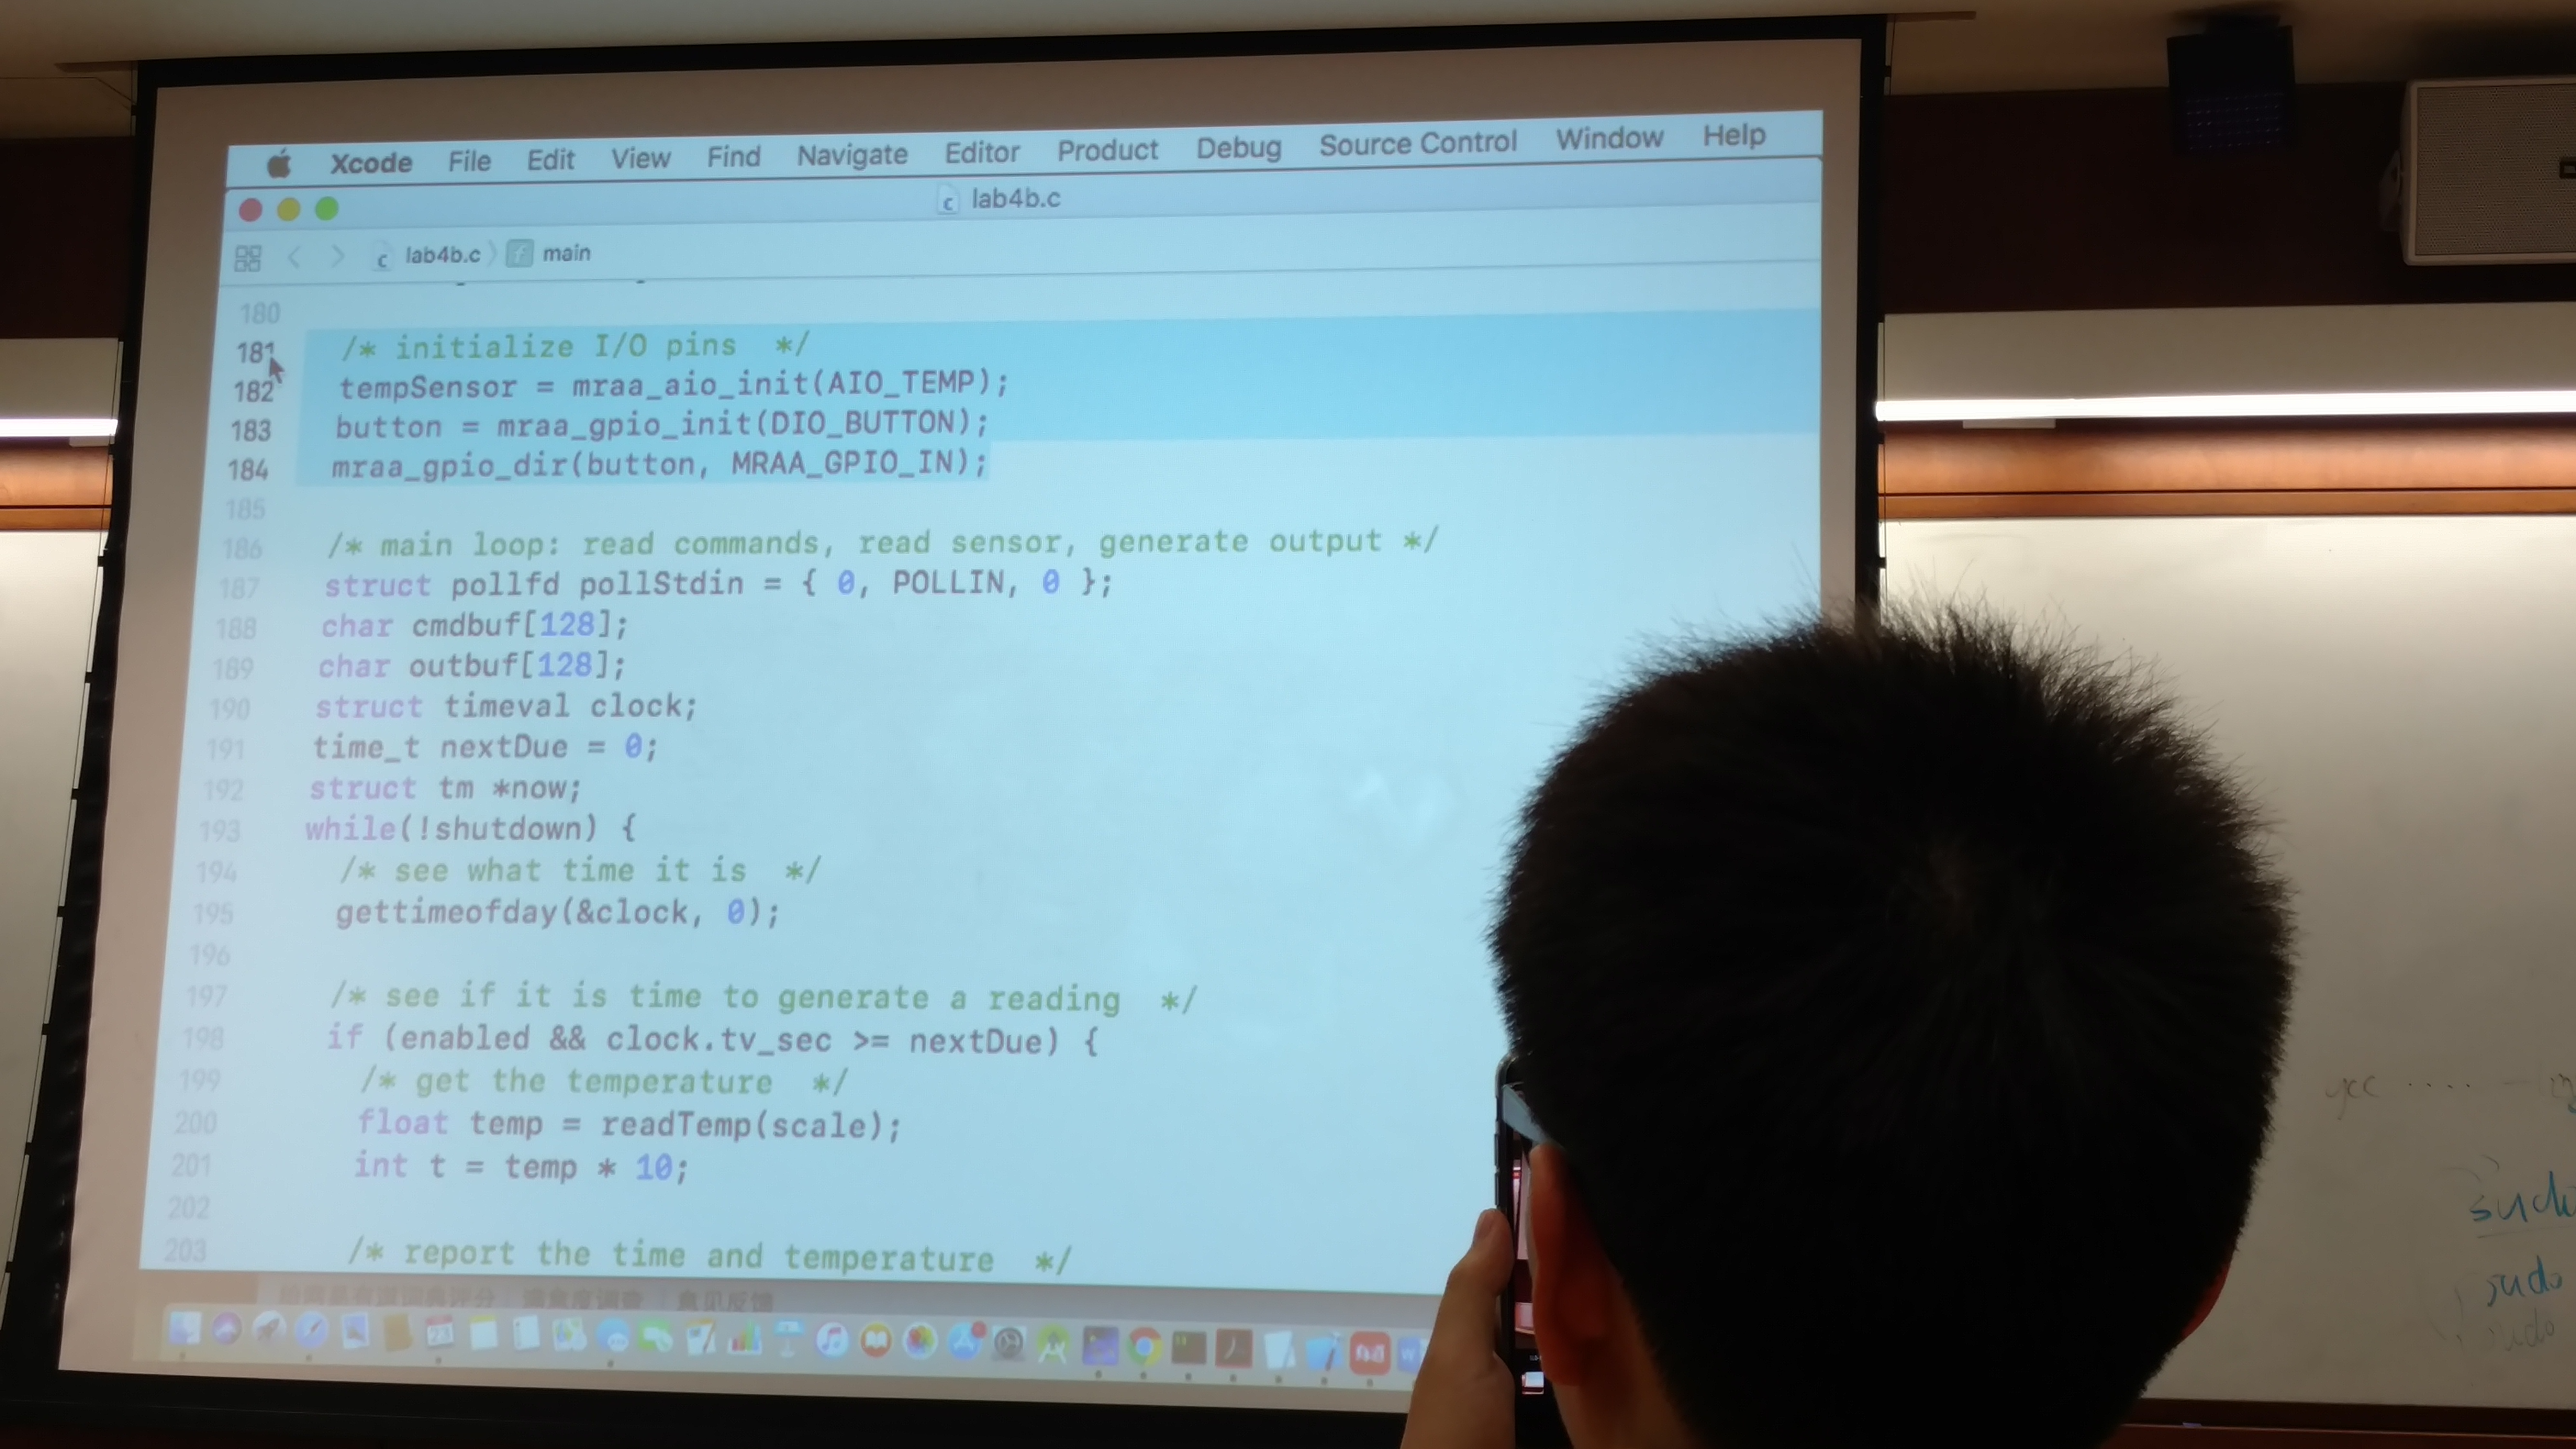 Xcode File Edit View Find Navigate Editor Product Debug Source Control Window Help
lab4b.c
lab4b.c main
180
181 /* initialize I/O pins */
182 tempSensor = mraa_aio_init(AIO_TEMP);
183 button = mraa_gpio_init(DIO_BUTTON);
184 mraa_gpio_dir(button, MRAA_GPIO_IN);
185
186 /* main loop: read commands, read sensor, generate output */
187 struct pollfd pollStdin = { 0, POLLIN, 0 };
188 char cmdbuf[128];
189 char outbuf[128];
190 struct timeval clock;
191 time_t nextDue = 0;
192 struct tm *now;
193 while(!shutdown) {
194 /* see what time it is */
195 gettimeofday(&clock, 0);
196
197 /* see if it is time to generate a reading */
198 if (enabled && clock.tv_sec >= nextDue) {
199 /* get the temperature */
200 float temp = readTemp(scale);
201 int t = temp * 10;
202
203 /* report the time and temperature */
sudo
sudo